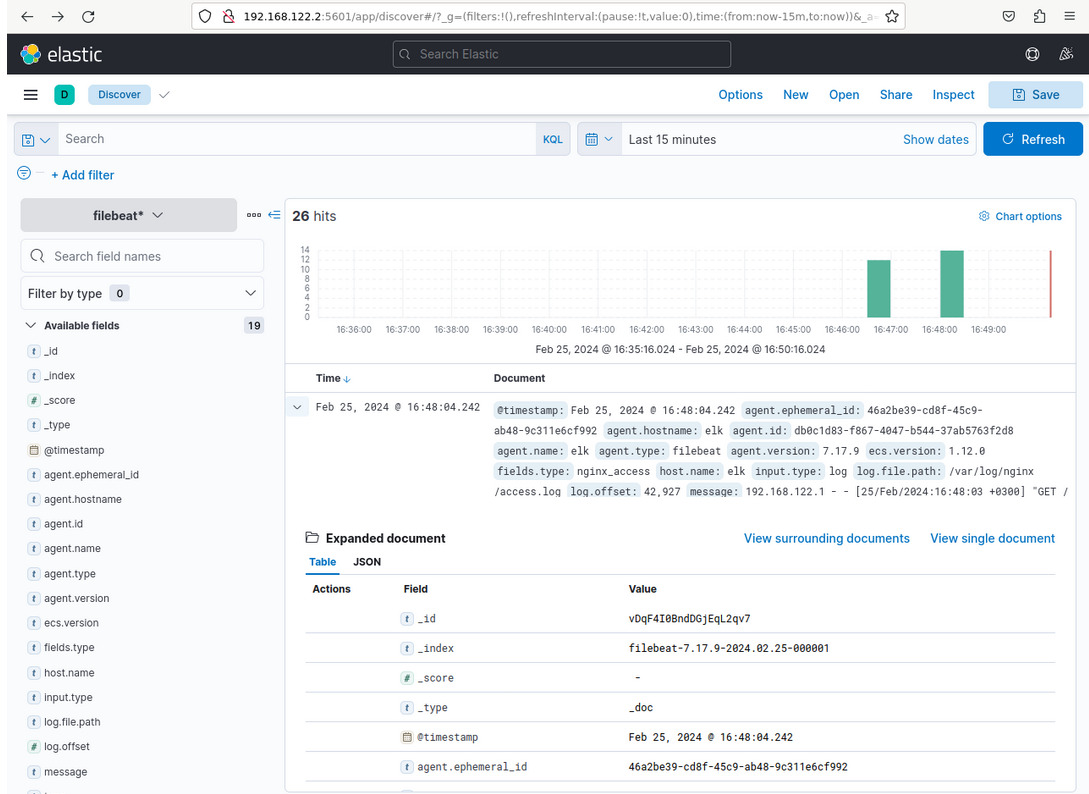 192.168.122.2:5601/app/discover#/?_g=(filters:!(),refreshInterval:(pause:!t,value:0),time:(from:now-15m,to:now))&_a=
elastic
Search Elastic
D Discover
Options New Open Share Inspect Save
Search KQL Last 15 minutes Show dates Refresh
+ Add filter
filebeat*
Search field names
Filter by type 0
Available fields 19
t _id
t _index
# _score
t _type
@timestamp
t agent.ephemeral_id
t agent.hostname
t agent.id
t agent.name
t agent.type
t agent.version
t ecs.version
t fields.type
t host.name
t input.type
t log.file.path
# log.offset
t message
26 hits Chart options
14
12
10
8
6
4
2
0
16:36:00 16:37:00 16:38:00 16:39:00 16:40:00 16:41:00 16:42:00 16:43:00 16:44:00 16:45:00 16:46:00 16:47:00 16:48:00 16:49:00
Feb 25, 2024 @ 16:35:16.024 - Feb 25, 2024 @ 16:50:16.024
Time Document
Feb 25, 2024 @ 16:48:04.242
@timestamp: Feb 25, 2024 @ 16:48:04.242 agent.ephemeral_id: 46a2be39-cd8f-45c9-
ab48-9c311e6cf992 agent.hostname: elk agent.id: db0c1d83-f867-4047-b544-37ab5763f2d8
agent.name: elk agent.type: filebeat agent.version: 7.17.9 ecs.version: 1.12.0
fields.type: nginx_access host.name: elk input.type: log log.file.path: /var/log/nginx
/access.log log.offset: 42,927 message: 192.168.122.1 - - [25/Feb/2024:16:48:03 +0300] "GET /
Expanded document View surrounding documents View single document
Table JSON
Actions Field Value
t _id vDqF4I0BndDGjEqL2qv7
t _index filebeat-7.17.9-2024.02.25-000001
# _score -
t _type _doc
@timestamp Feb 25, 2024 @ 16:48:04.242
t agent.ephemeral_id 46a2be39-cd8f-45c9-ab48-9c311e6cf992